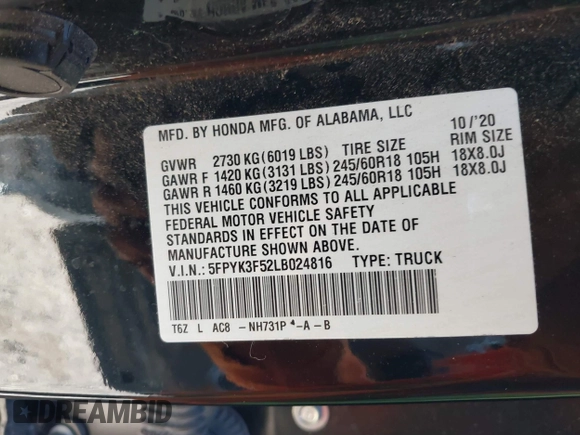 MFD. BY HONDA MFG. OF ALABAMA, LLC 10/'20
GVWR 2730 KG(6019 LBS) TIRE SIZE RIM SIZE
GAWR F 1420 KG(3131 LBS) 245/60R18 105H 18X8.0J
GAWR R 1460 KG(3219 LBS) 245/60R18 105H 18X8.0J
THIS VEHICLE CONFORMS TO ALL APPLICABLE
FEDERAL MOTOR VEHICLE SAFETY
STANDARDS IN EFFECT ON THE DATE OF
MANUFACTURE SHOWN ABOVE.
V.I.N.: 5FPYK3F52LB024816 TYPE: TRUCK
T6Z L AC8 -NH731P 4-A-B
DREAMBID